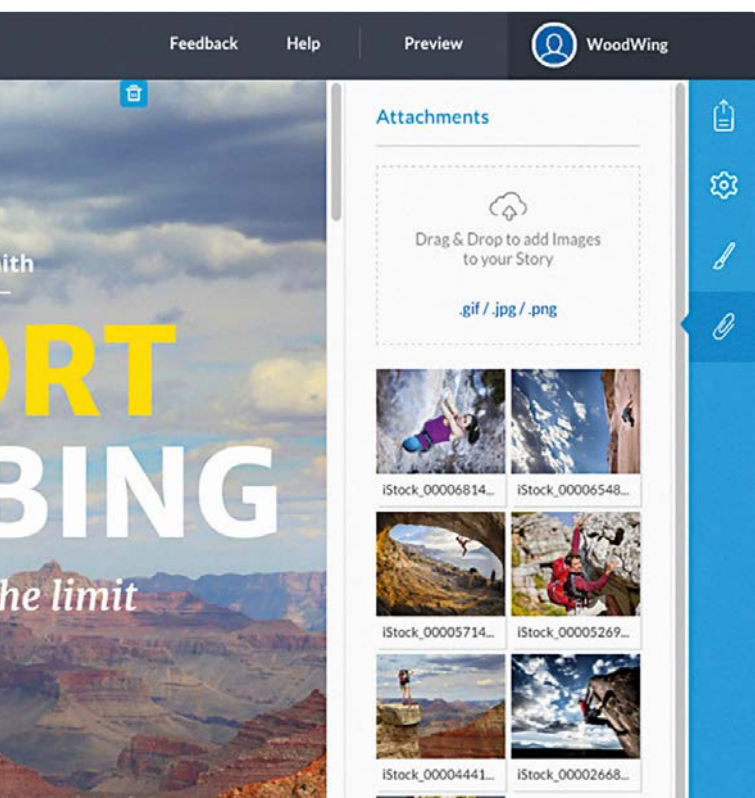 Feedback
Help
Preview
WoodWing
Attachments
Drag & Drop to add Images
to your Story
.gif / .jpg / .png
ith
ORT
BING
he limit
iStock_00006814...
iStock_00006548...
iStock_00005714...
iStock_00005269...
iStock_00004441...
iStock_00002668...